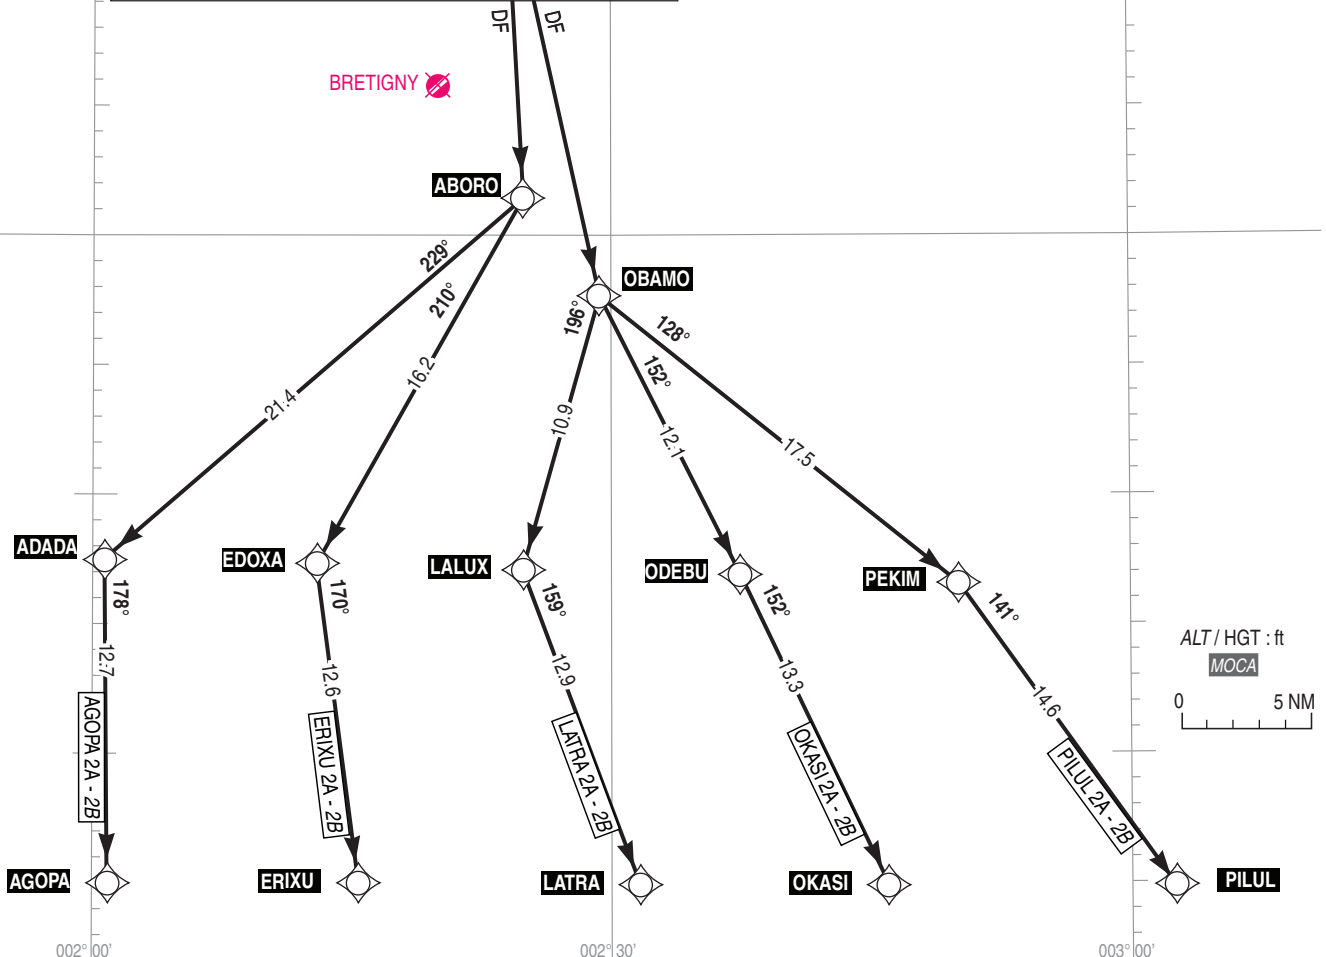 DF
DF
BRETIGNY
ABORO
229°
210°
OBAMO
196°
128°
152°
21.4
16.2
10.9
12.1
17.5
ADADA
EDOXA
LALUX
ODEBU
PEKIM
178°
170°
159°
152°
141°
ALT / HGT : ft
MOCA
0 5 NM
12.7
12.6
12.9
13.3
14.6
AGOPA 2A - 2B
ERIXU 2A - 2B
LATRA 2A - 2B
OKASI 2A - 2B
PILUL 2A - 2B
AGOPA
ERIXU
LATRA
OKASI
PILUL
002° 00'
002° 30'
003° 00'